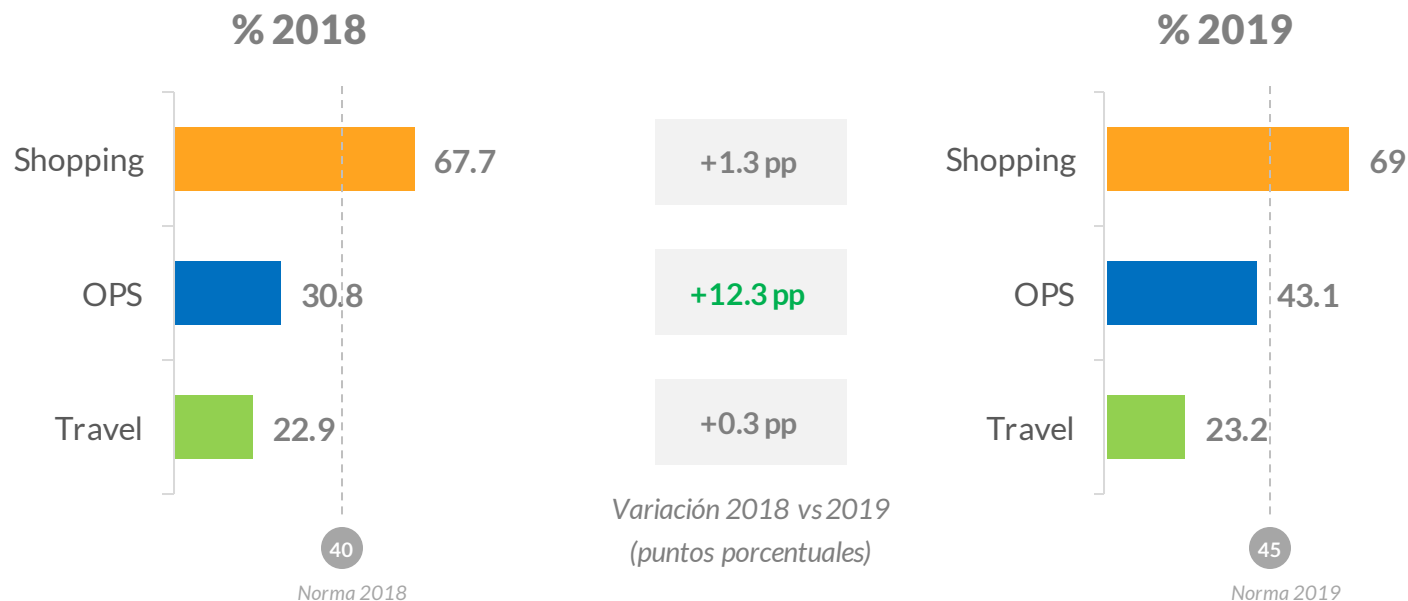 % 2018
Shopping 67.7
OPS 30.8
Travel 22.9
40
Norma 2018
+1.3 pp
+12.3 pp
+0.3 pp
Variación 2018 vs 2019
(puntos porcentuales)
% 2019
Shopping 69
OPS 43.1
Travel 23.2
45
Norma 2019